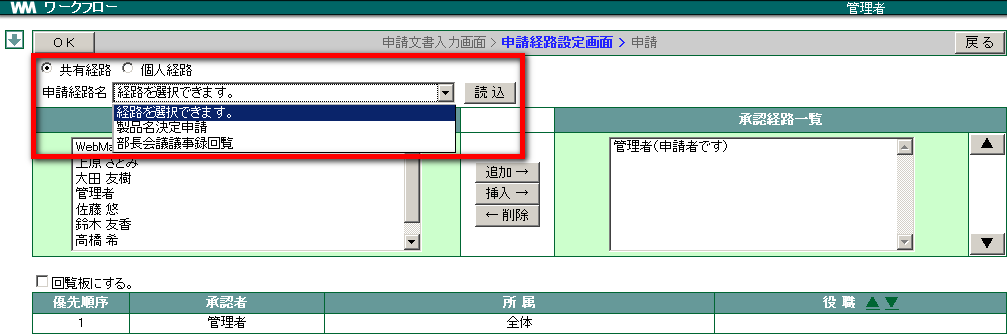 WM ワークフロー 管理者
OK 申請文書入力画面 > 申請経路設定画面 > 申請 戻る
共有経路 個人経路
申請経路名 経路を選択できます。 読込
経路を選択できます。
製品名決定申請
部長会議議事録回覧
承認経路一覧
WebMa
上原 さとみ
大田 友樹
管理者
佐藤 悠
鈴木 友香
高橋 希
追加→
挿入→
←削除
管理者(申請者です)
▲
▼
回覧板にする。
優先順序 承認者 所属 役職 ▲▼
1 管理者 全体